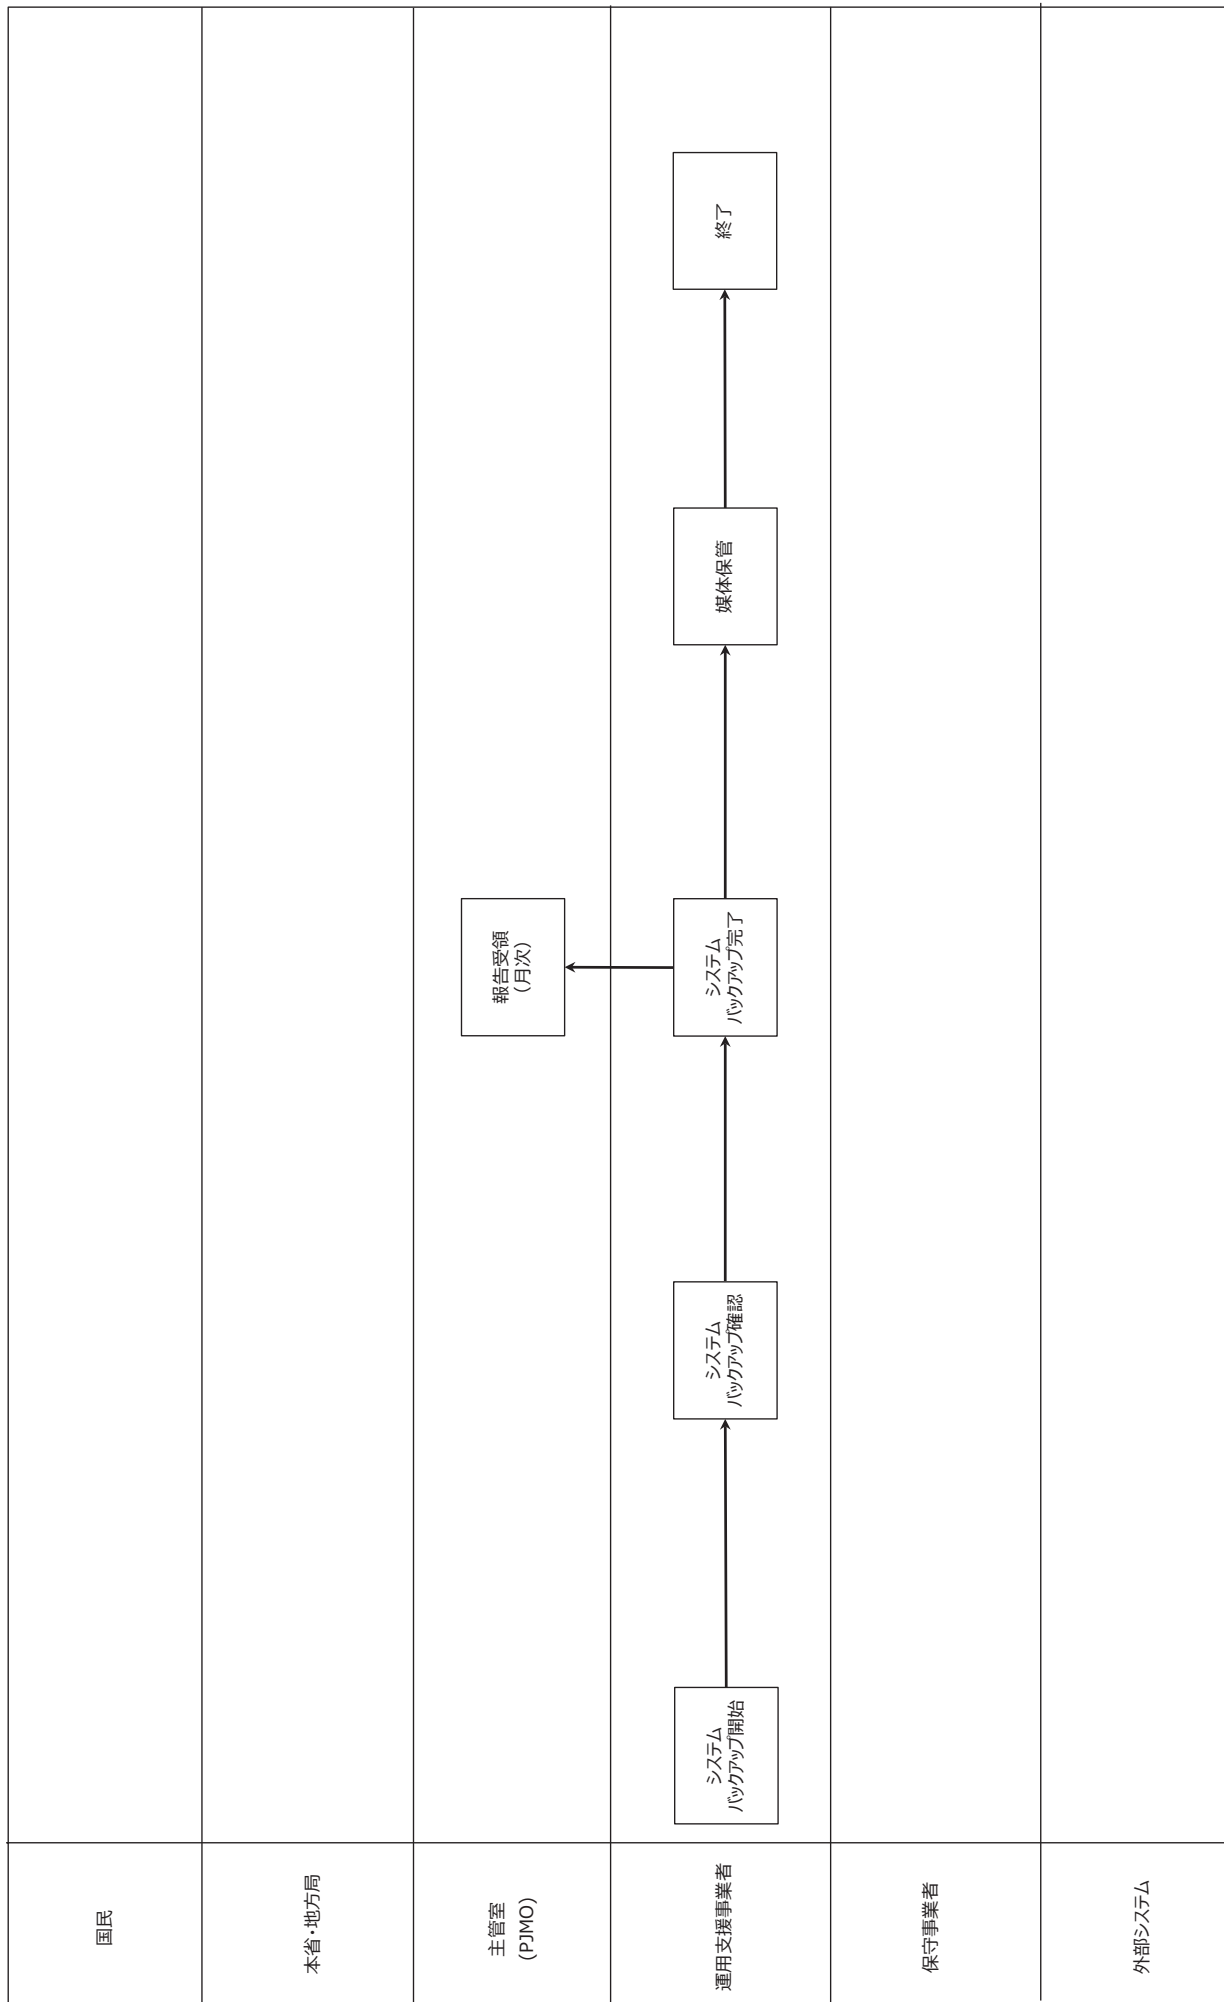 国民
本省・地方局
主管室
(PJMO)
報告受領
(月次)
運用支援事業者
システム
バックアップ開始
システム
バックアップ確認
システム
バックアップ完了
媒体保管
終了
保守事業者
外部システム